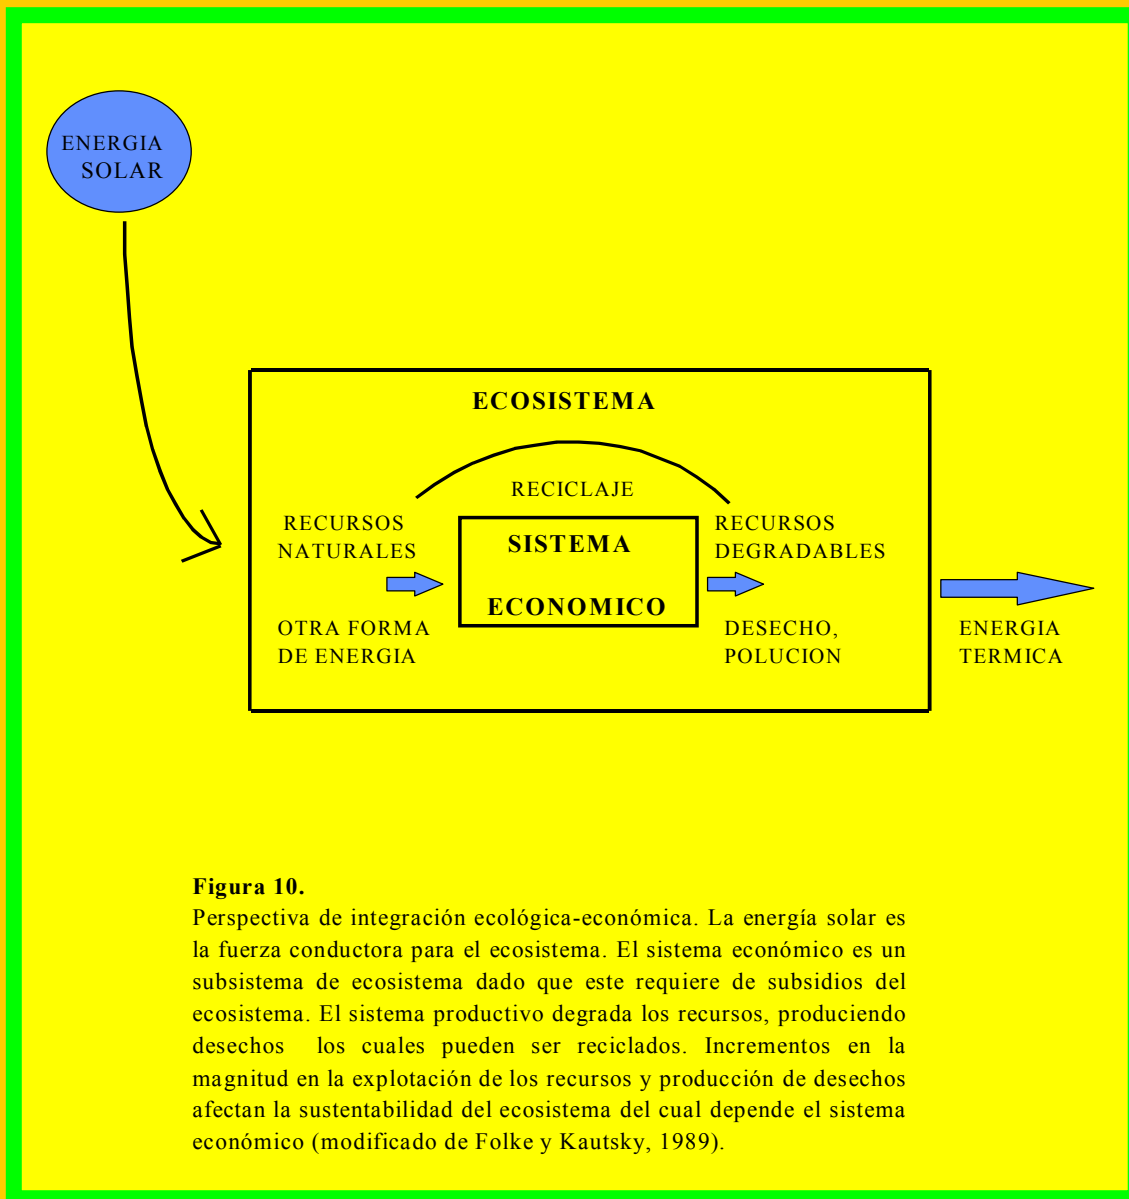 ENERGIA
SOLAR
ECOSISTEMA
RECICLAJE
RECURSOS
NATURALES
SISTEMA
ECONOMICO
RECURSOS
DEGRADABLES
OTRA FORMA
DE ENERGIA
DESECHO,
POLUCION
ENERGIA
TERMICA
Figura 10.
Perspectiva de integración ecológica-económica. La energía solar es
la fuerza conductora para el ecosistema. El sistema económico es un
subsistema de ecosistema dado que este requiere de subsidios del
ecosistema. El sistema productivo degrada los recursos, produciendo
desechos los cuales pueden ser reciclados. Incrementos en la
magnitud en la explotación de los recursos y producción de desechos
afectan la sustentabilidad del ecosistema del cual depende el sistema
económico (modificado de Folke y Kautsky, 1989).